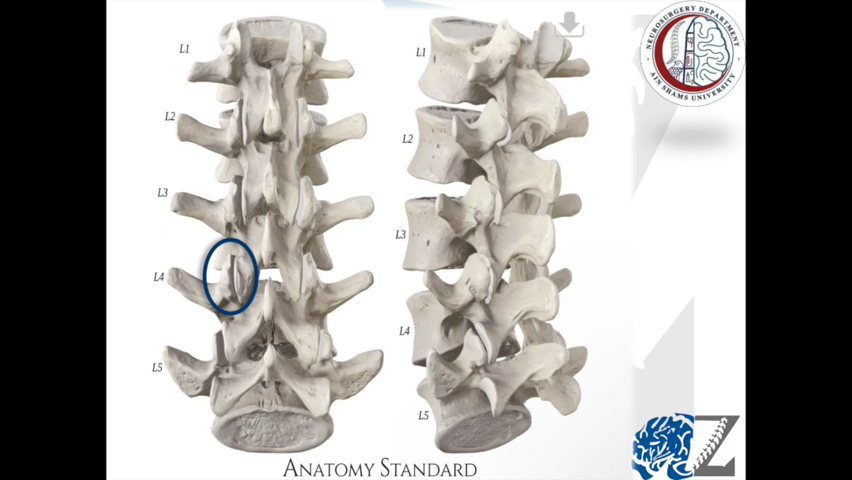 L1
L2
L3
L4
L5
L1
L2
L3
L4
L5
ANATOMY STANDARD
NEUROSURGERY DEPARTMENT
AIN SHAMS UNIVERSITY
Z